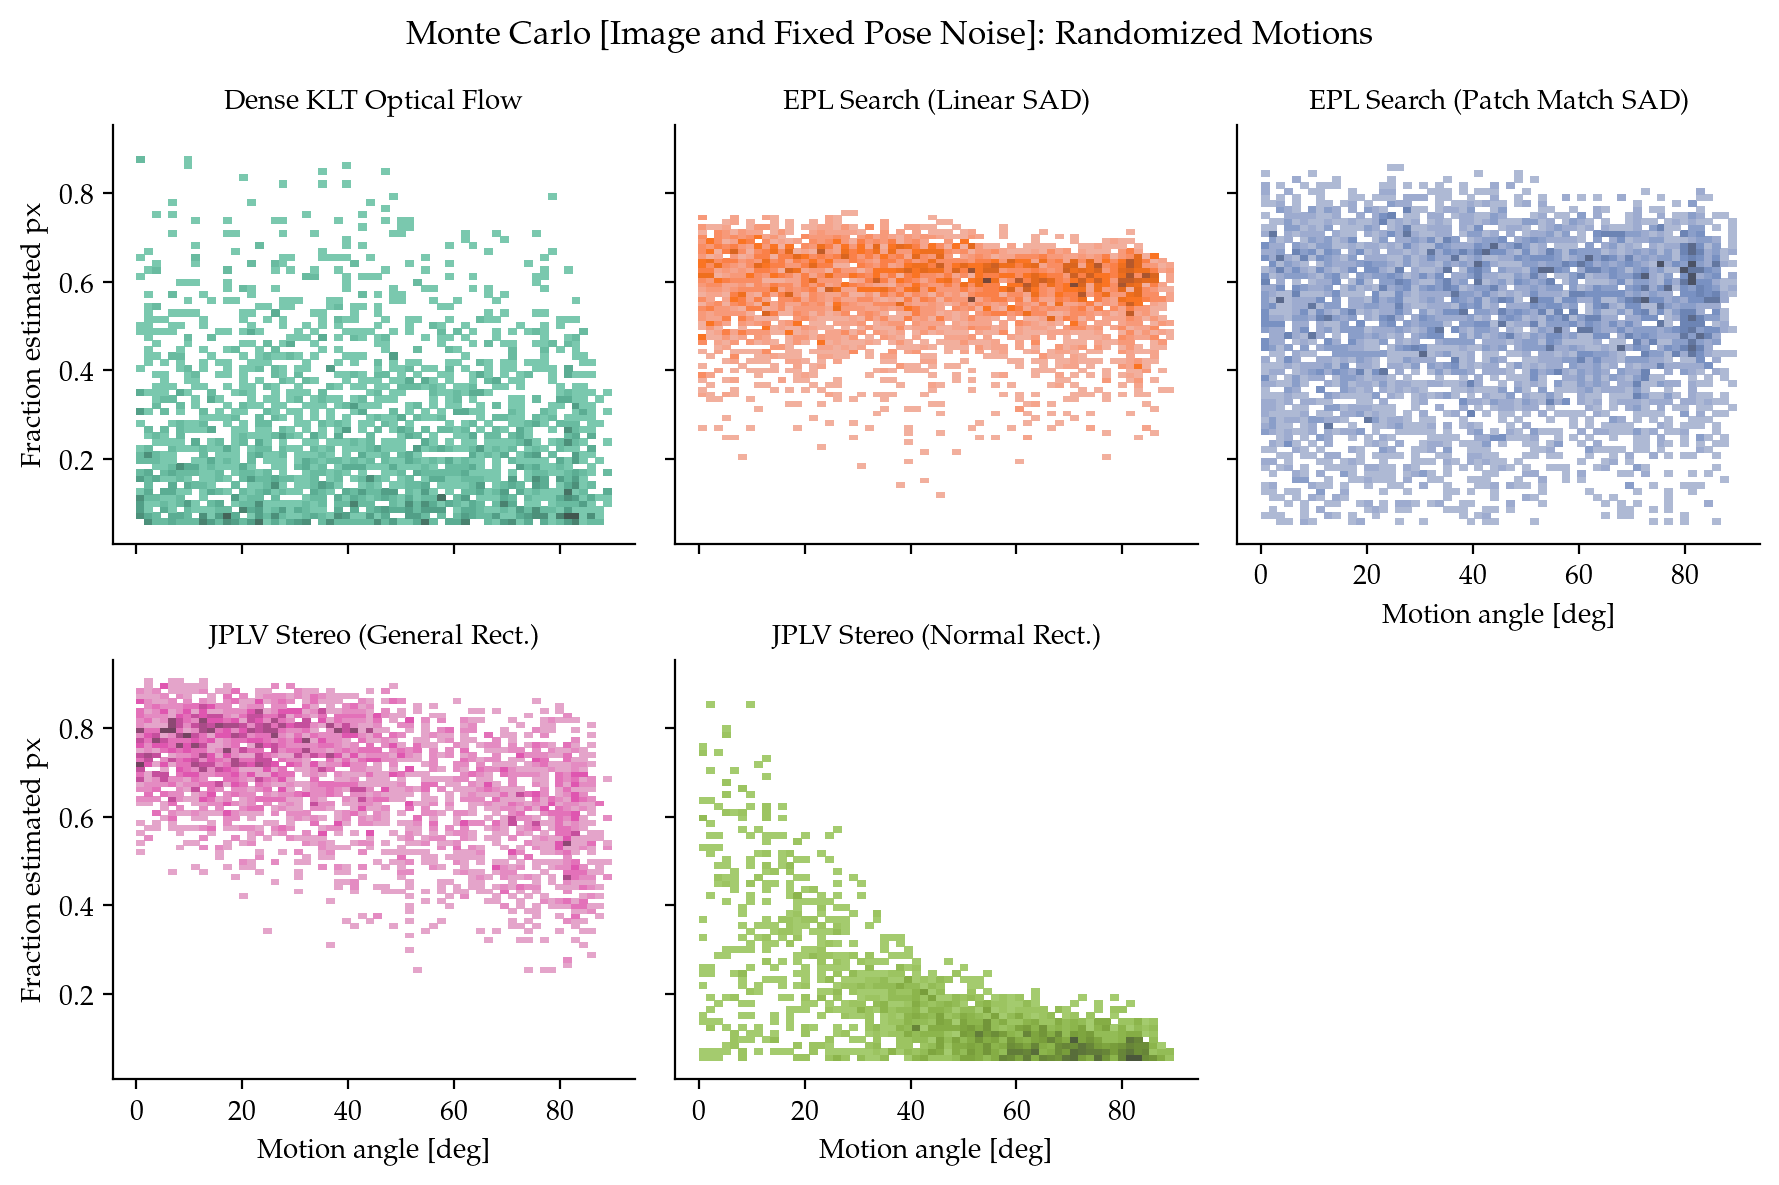 Monte Carlo [Image and Fixed Pose Noise]: Randomized Motions
Dense KLT Optical Flow
EPL Search (Linear SAD)
EPL Search (Patch Match SAD)
Fraction estimated px
0.8
0.6
0.4
0.2
0 20 40 60 80
Motion angle [deg]
JPLV Stereo (General Rect.)
JPLV Stereo (Normal Rect.)
Fraction estimated px
0.8
0.6
0.4
0.2
0 20 40 60 80
Motion angle [deg]
0 20 40 60 80
Motion angle [deg]